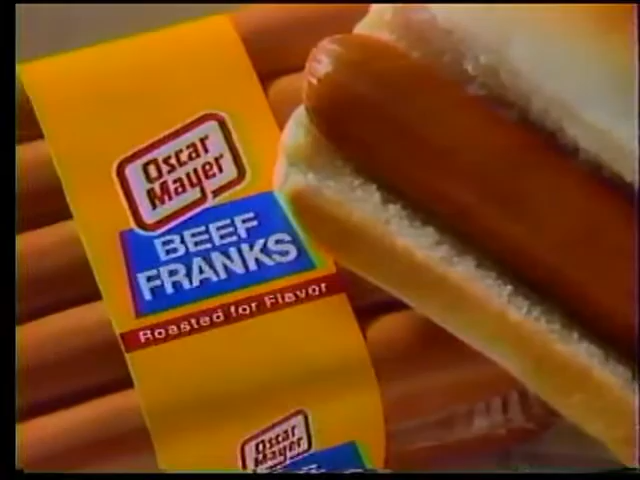 Oscar
Mayer
BEEF
FRANKS
Roasted for Flavor
Oscar
Mayer